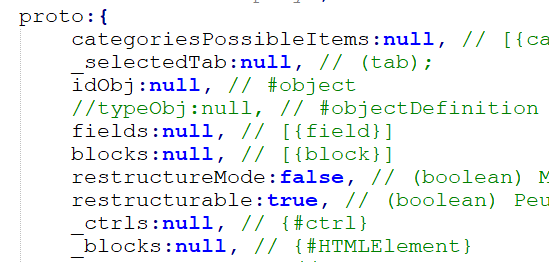 proto:{
categoriesPossibleItems:null, // [{ca
_selectedTab:null, // (tab);
idObj:null, // #object
//typeObj:null, // #objectDefinition
fields:null, // [{field}]
blocks:null, // [{block}]
restructureMode:false, // (boolean) M
restructurable:true, // (boolean) Peu
_ctrls:null, // {#ctrl}
_blocks:null, // {#HTMLElement}